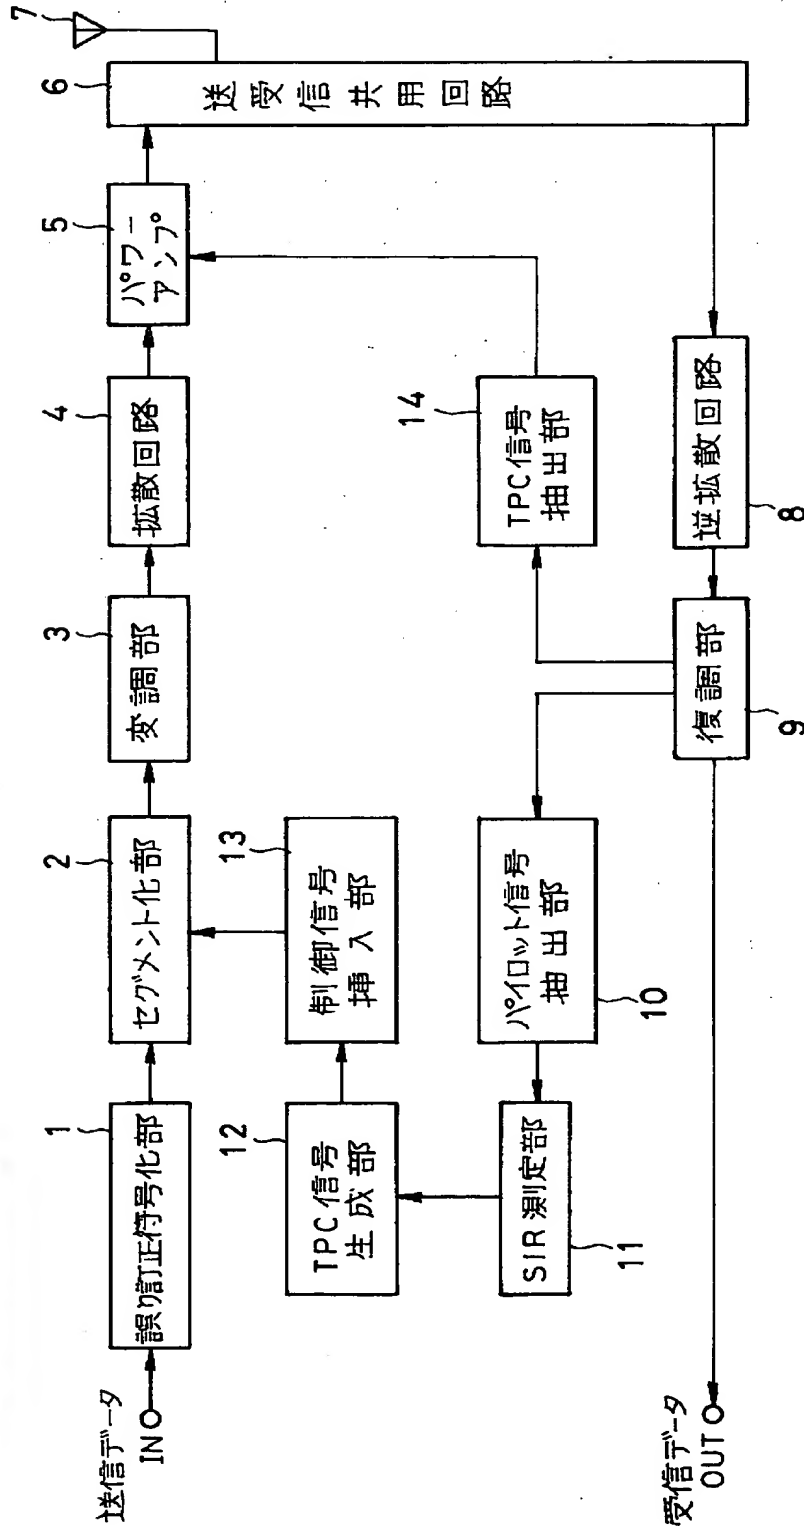 送信データ
IN
1
誤り訂正符号化部
2
セグメント化部
3
変調部
4
拡散回路
5
パワー
アンプ
6
送受信共用回路
7
12
TPC信号
生成部
13
制御信号
挿入部
11
SIR測定部
10
パイロット信号
抽出部
14
TPC信号
抽出部
受信データ
OUT
9
復調部
8
逆拡散回路